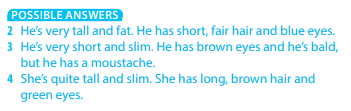 POSSIBLE ANSWERS
2 He's very tall and fat. He has short, fair hair and blue eyes.
3 He's very short and slim. He has brown eyes and he's bald,
but he has a moustache.
4 She's quite tall and slim. She has long, brown hair and
green eyes.